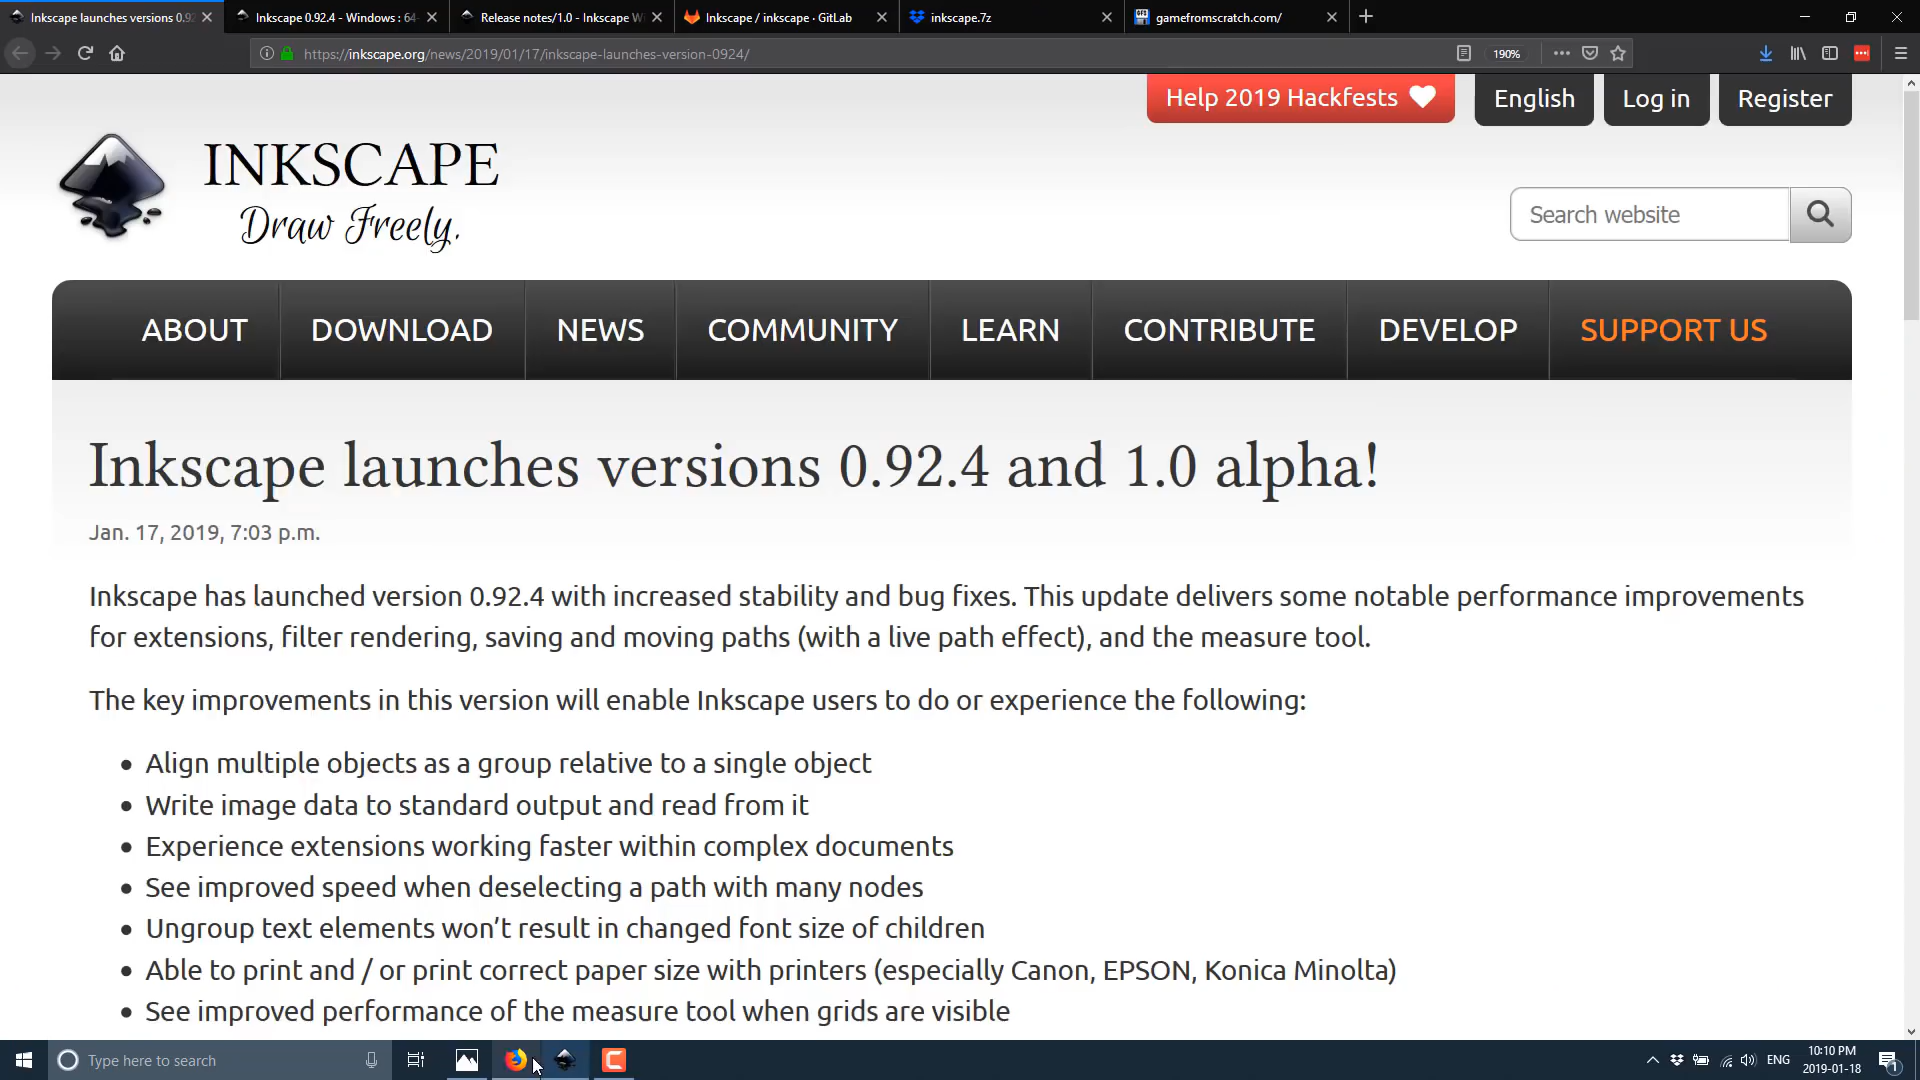 Inkscape launches versions 0.92
Inkscape 0.92.4 - Windows : 64-
Release notes/1.0 - Inkscape W
Inkscape / inkscape · GitLab
inkscape.7z
gamefromscratch.com/
https://inkscape.org/news/2019/01/17/inkscape-launches-version-0924/
190%
Help 2019 Hackfests
English
Log in
Register
INKSCAPE
Draw Freely.
Search website
ABOUT
DOWNLOAD
NEWS
COMMUNITY
LEARN
CONTRIBUTE
DEVELOP
SUPPORT US
Inkscape launches versions 0.92.4 and 1.0 alpha!
Jan. 17, 2019, 7:03 p.m.
Inkscape has launched version 0.92.4 with increased stability and bug fixes. This update delivers some notable performance improvements
for extensions, filter rendering, saving and moving paths (with a live path effect), and the measure tool.
The key improvements in this version will enable Inkscape users to do or experience the following:
• Align multiple objects as a group relative to a single object
• Write image data to standard output and read from it
• Experience extensions working faster within complex documents
• See improved speed when deselecting a path with many nodes
• Ungroup text elements won’t result in changed font size of children
• Able to print and / or print correct paper size with printers (especially Canon, EPSON, Konica Minolta)
• See improved performance of the measure tool when grids are visible
Type here to search
ENG
10:10 PM
2019-01-18
1